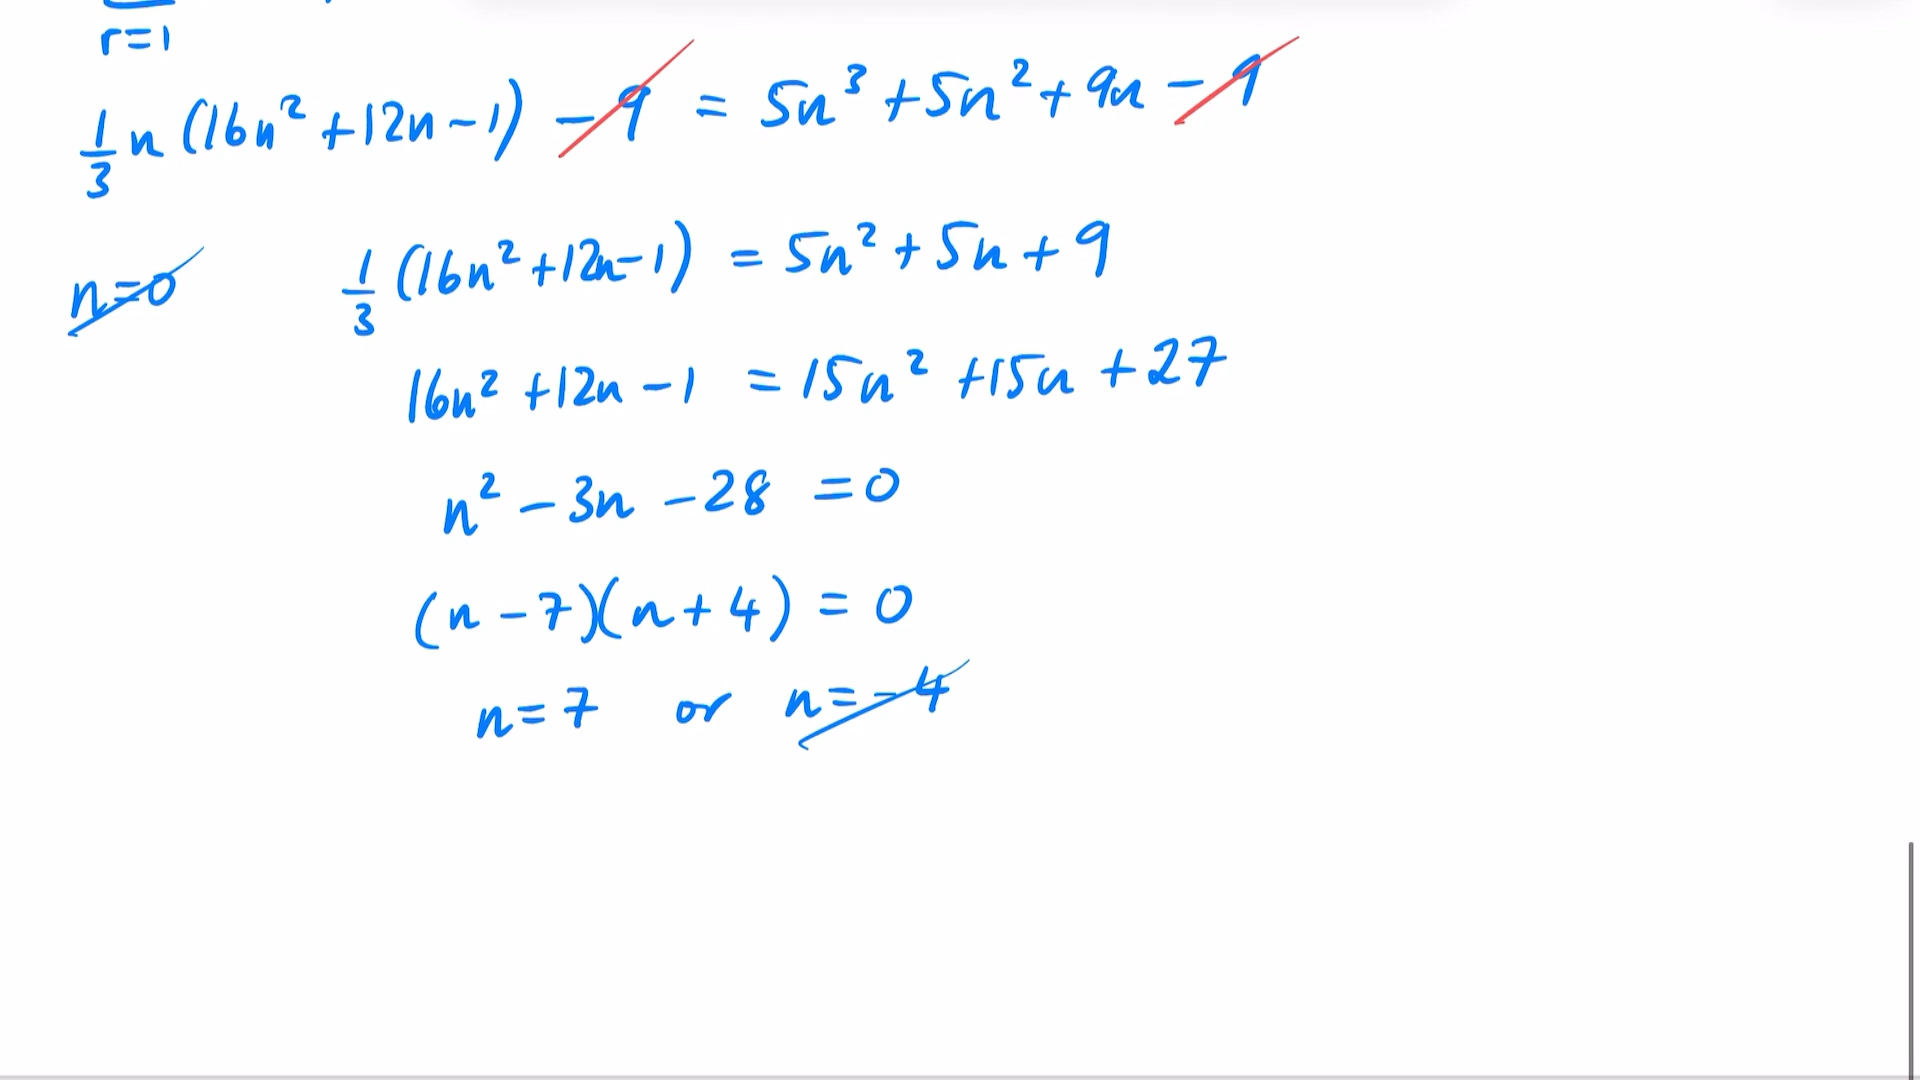 r=1
1/3 n (16n² + 12n - 1) - 9 = 5n³ + 5n² + 9n - 9
n=0 1/3 (16n² + 12n - 1) = 5n² + 5n + 9
16n² + 12n - 1 = 15n² + 15n + 27
n² - 3n - 28 = 0
(n - 7)(n + 4) = 0
n = 7 or n = -4